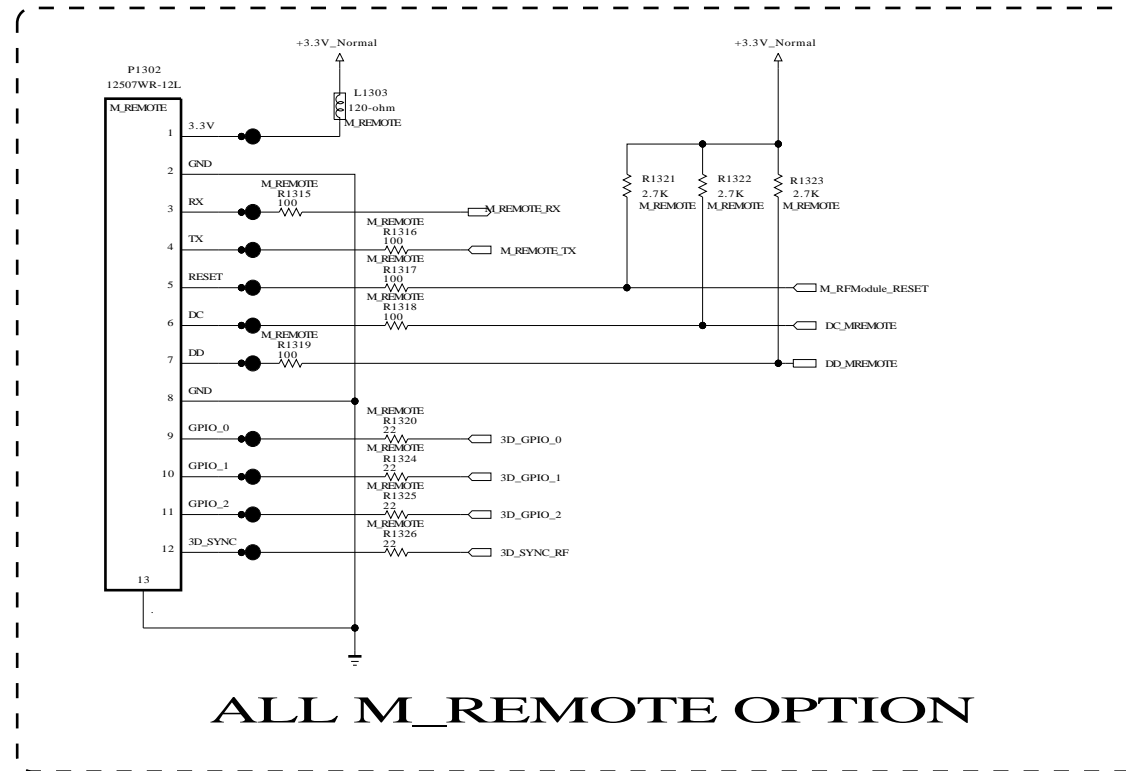 +3.3V_Normal
+3.3V_Normal
P1302
12507WR-12L
M_REMOTE
L1303
120-ohm
M_REMOTE
1
3.3V
2
GND
R1321
2.7K
M_REMOTE
R1322
2.7K
M_REMOTE
R1323
2.7K
M_REMOTE
M_REMOTE
R1315
100
3
RX
M_REMOTE_RX
M_REMOTE
R1316
100
4
TX
M_REMOTE_TX
M_REMOTE
R1317
100
5
RESET
M_RFModule_RESET
M_REMOTE
R1318
100
6
DC
DC_MREMOTE
M_REMOTE
R1319
100
7
DD
DD_MREMOTE
8
GND
M_REMOTE
R1320
22
9
GPIO_0
3D_GPIO_0
M_REMOTE
R1324
22
10
GPIO_1
3D_GPIO_1
M_REMOTE
R1325
22
11
GPIO_2
3D_GPIO_2
M_REMOTE
R1326
22
12
3D_SYNC
3D_SYNC_RF
13
.
ALL M_REMOTE OPTION